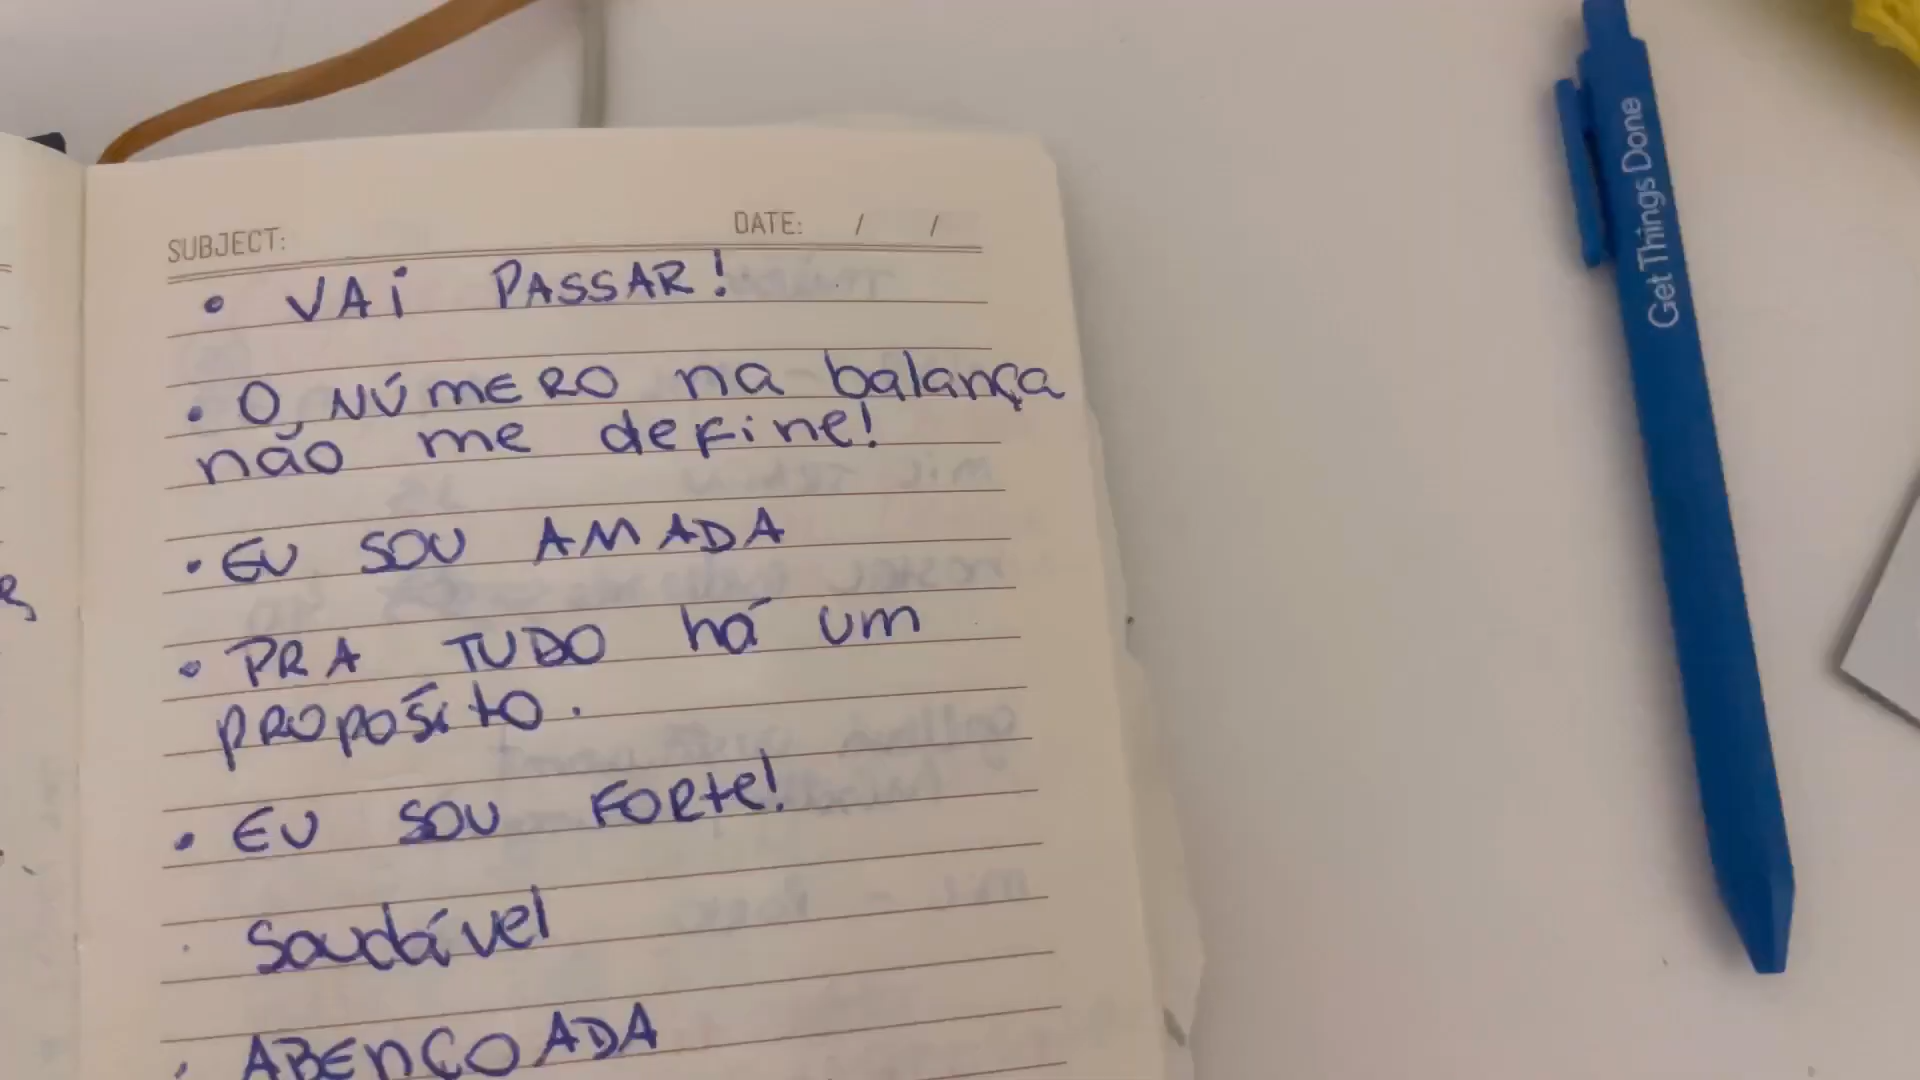 SUBJECT: DATE: / /
• VAi PASSAR!
• O NÚmERO na balança
não me define!
• EU SOU AMADA
• PRA TUDO há um
propósito.
• EU SOU FORte!
· Saudável
· ABENÇOADA
Get Things Done